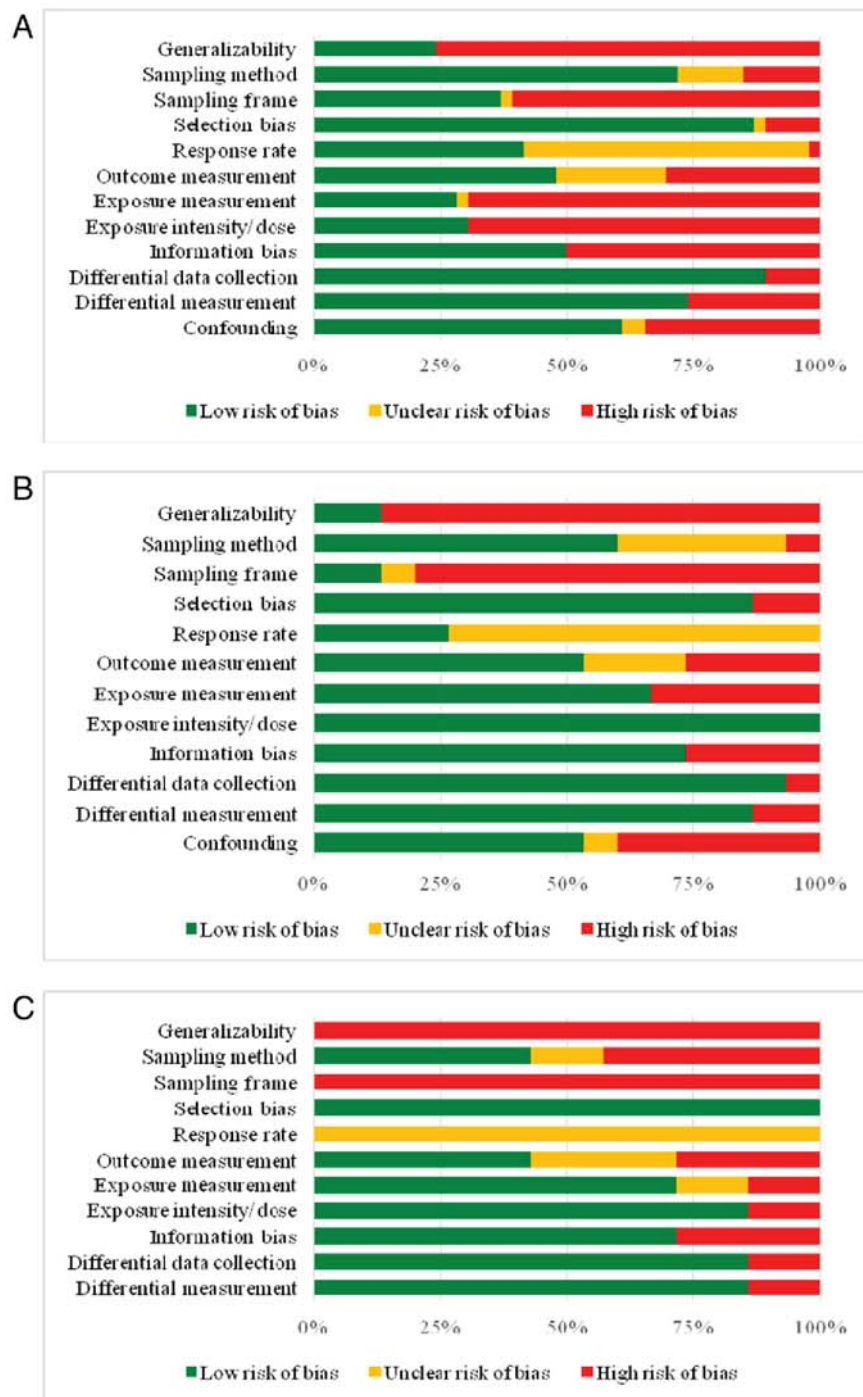 A
Generalizability
Sampling method
Sampling frame
Selection bias
Response rate
Outcome measurement
Exposure measurement
Exposure intensity/dose
Information bias
Differential data collection
Differential measurement
Confounding
0% 25% 50% 75% 100%
Low risk of bias Unclear risk of bias High risk of bias
B
Generalizability
Sampling method
Sampling frame
Selection bias
Response rate
Outcome measurement
Exposure measurement
Exposure intensity/dose
Information bias
Differential data collection
Differential measurement
Confounding
0% 25% 50% 75% 100%
Low risk of bias Unclear risk of bias High risk of bias
C
Generalizability
Sampling method
Sampling frame
Selection bias
Response rate
Outcome measurement
Exposure measurement
Exposure intensity/dose
Information bias
Differential data collection
Differential measurement
0% 25% 50% 75% 100%
Low risk of bias Unclear risk of bias High risk of bias